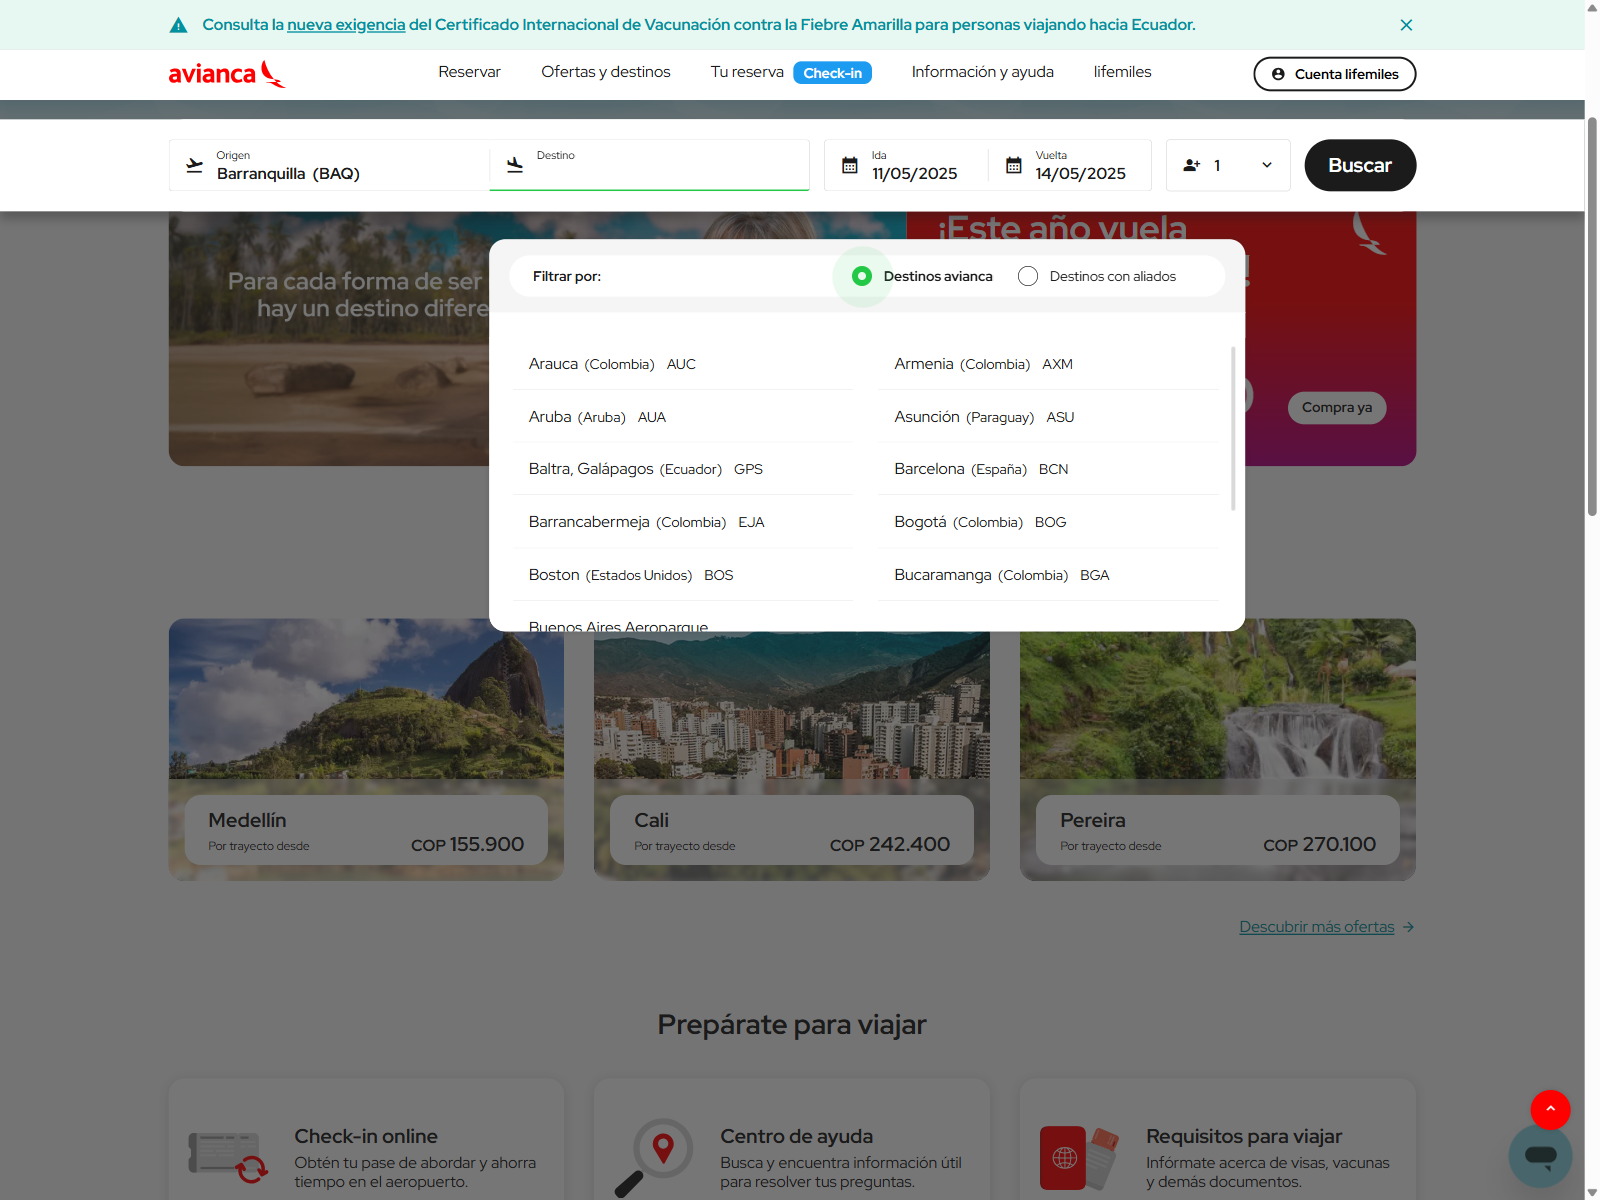 Consulta la nueva exigencia del Certificado Internacional de Vacunación contra la Fiebre Amarilla para personas viajando hacia Ecuador.
avianca
Reservar
Ofertas y destinos
Tu reserva
Check-in
Información y ayuda
lifemiles
Cuenta lifemiles
Origen
Barranquilla (BAQ)
Destino
Ida
11/05/2025
Vuelta
14/05/2025
1
Buscar
Para cada forma de ser
hay un destino difere
¡Este año vuela
!
Compra ya
Filtrar por:
Destinos avianca
Destinos con aliados
Arauca (Colombia) AUC
Armenia (Colombia) AXM
Aruba (Aruba) AUA
Asunción (Paraguay) ASU
Baltra, Galápagos (Ecuador) GPS
Barcelona (España) BCN
Barrancabermeja (Colombia) EJA
Bogotá (Colombia) BOG
Boston (Estados Unidos) BOS
Bucaramanga (Colombia) BGA
Buenos Aires Aeroparque
Medellín
Por trayecto desde
COP 155.900
Cali
Por trayecto desde
COP 242.400
Pereira
Por trayecto desde
COP 270.100
Descubrir más ofertas
Prepárate para viajar
Check-in online
Obtén tu pase de abordar y ahorra
tiempo en el aeropuerto.
Centro de ayuda
Busca y encuentra información útil
para resolver tus preguntas.
Requisitos para viajar
Infórmate acerca de visas, vacunas
y demás documentos.